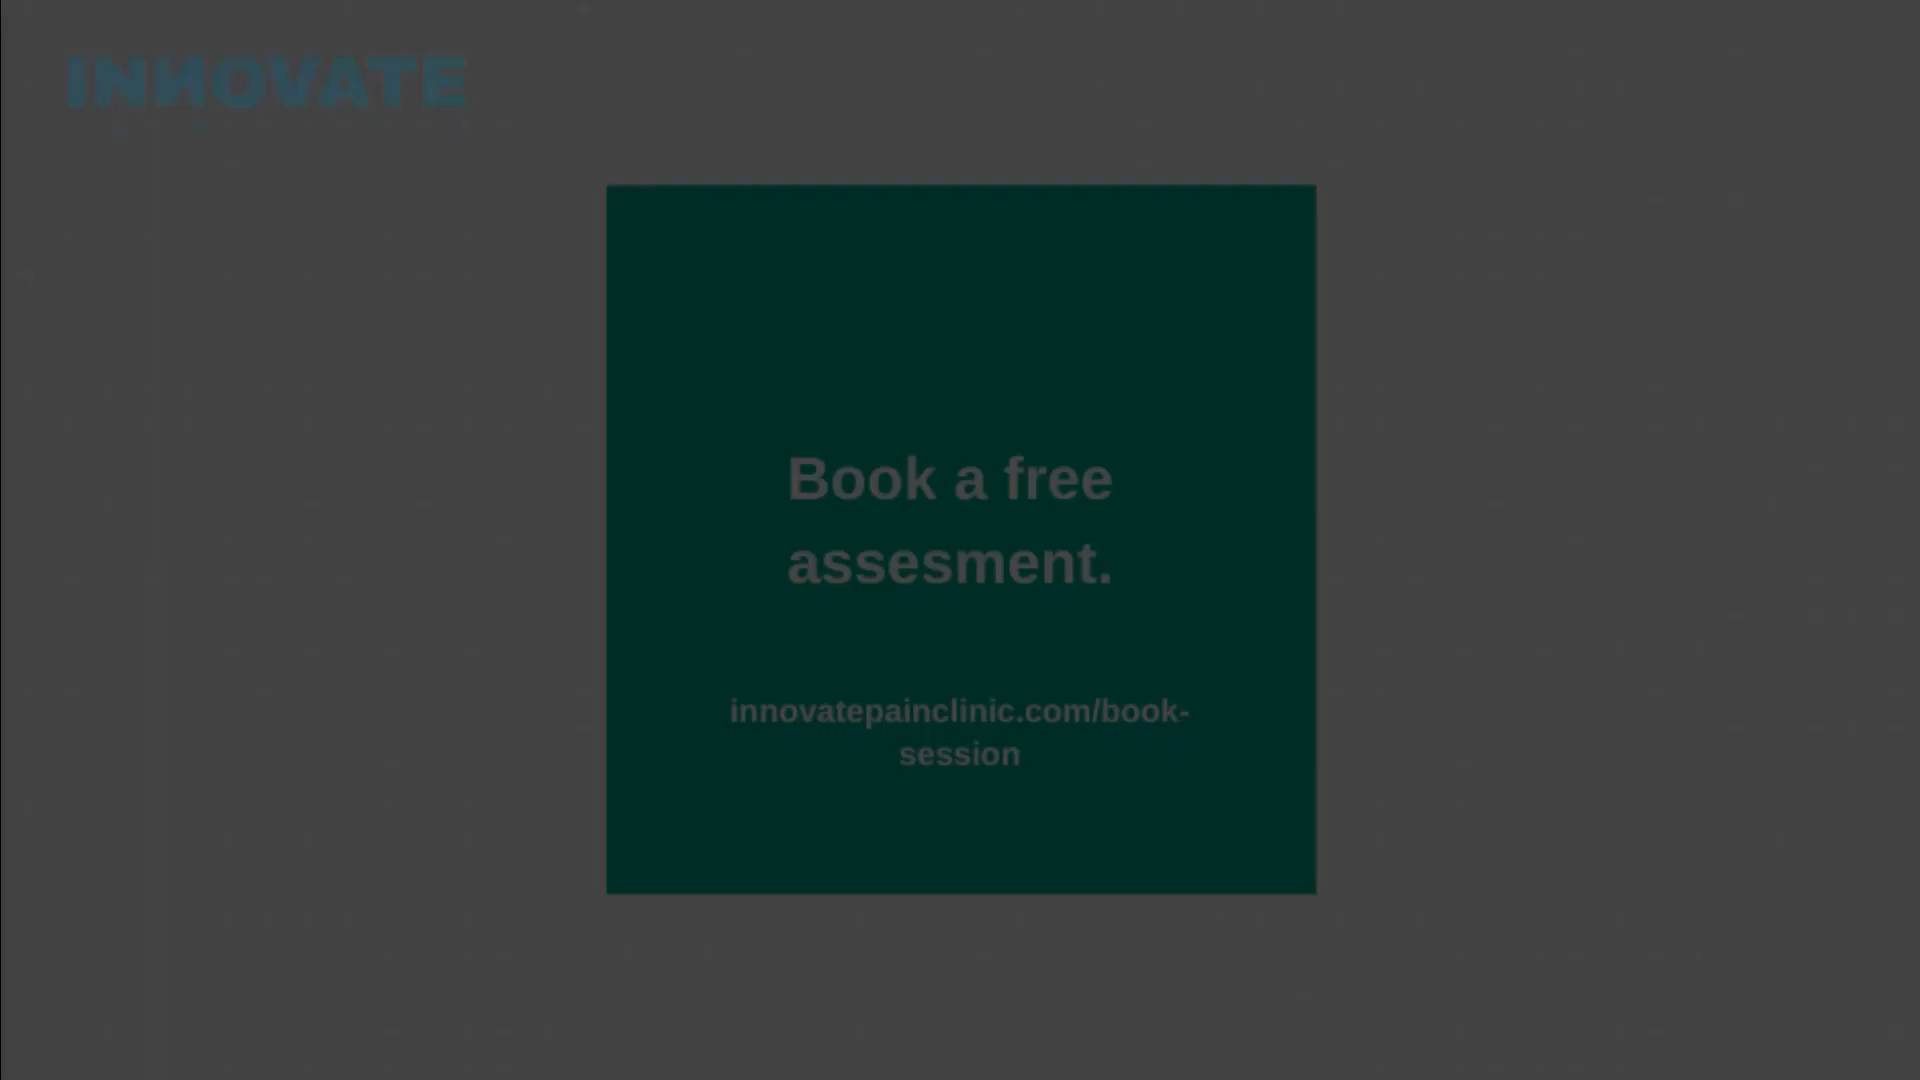 INNOVATE
Book a free
assesment.
innovatepainclinic.com/book-
session